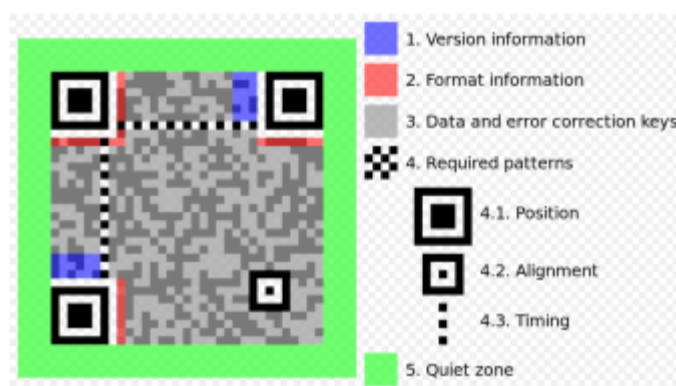 1. Version information
2. Format information
3. Data and error correction keys
4. Required patterns
4.1. Position
4.2. Alignment
4.3. Timing
5. Quiet zone